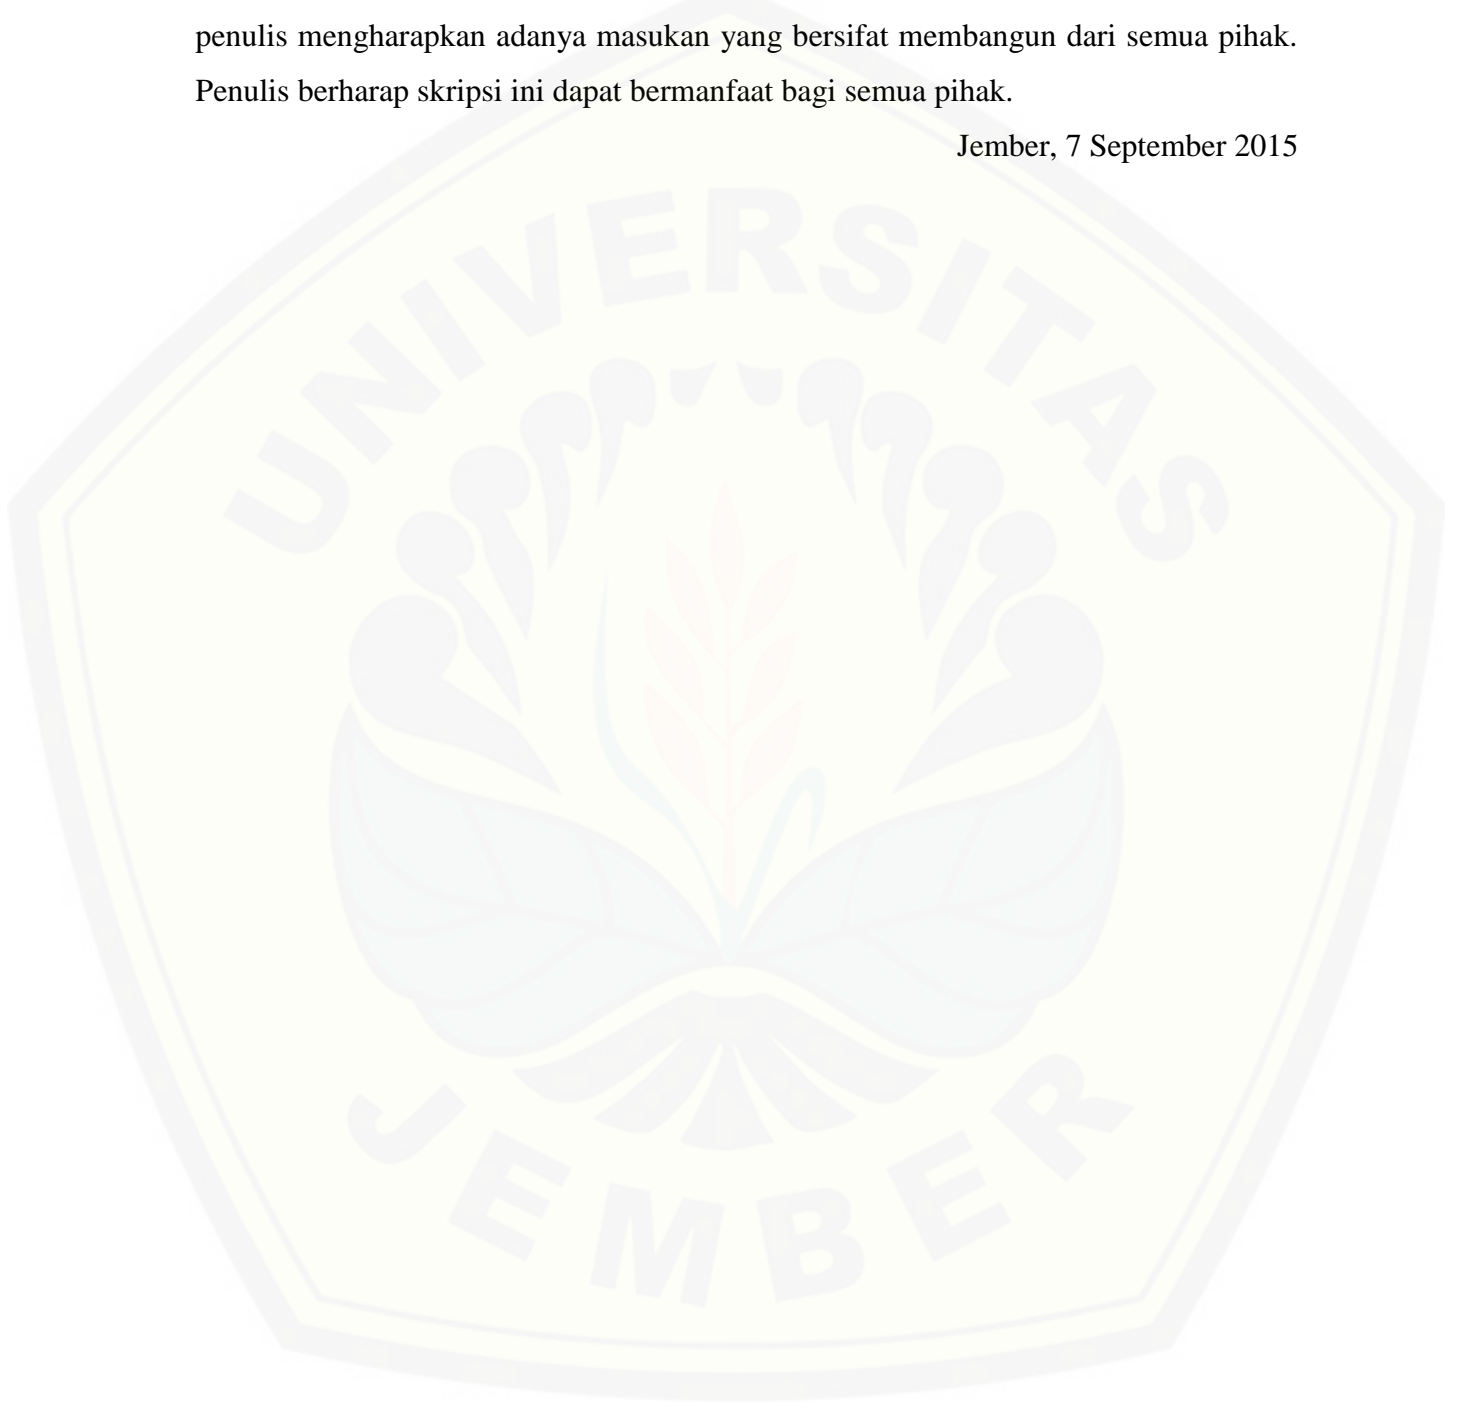 penulis mengharapkan adanya masukan yang bersifat membangun dari semua pihak.
Penulis berharap skripsi ini dapat bermanfaat bagi semua pihak.
Jember, 7 September 2015
UNIVERSITAS
JEMBER